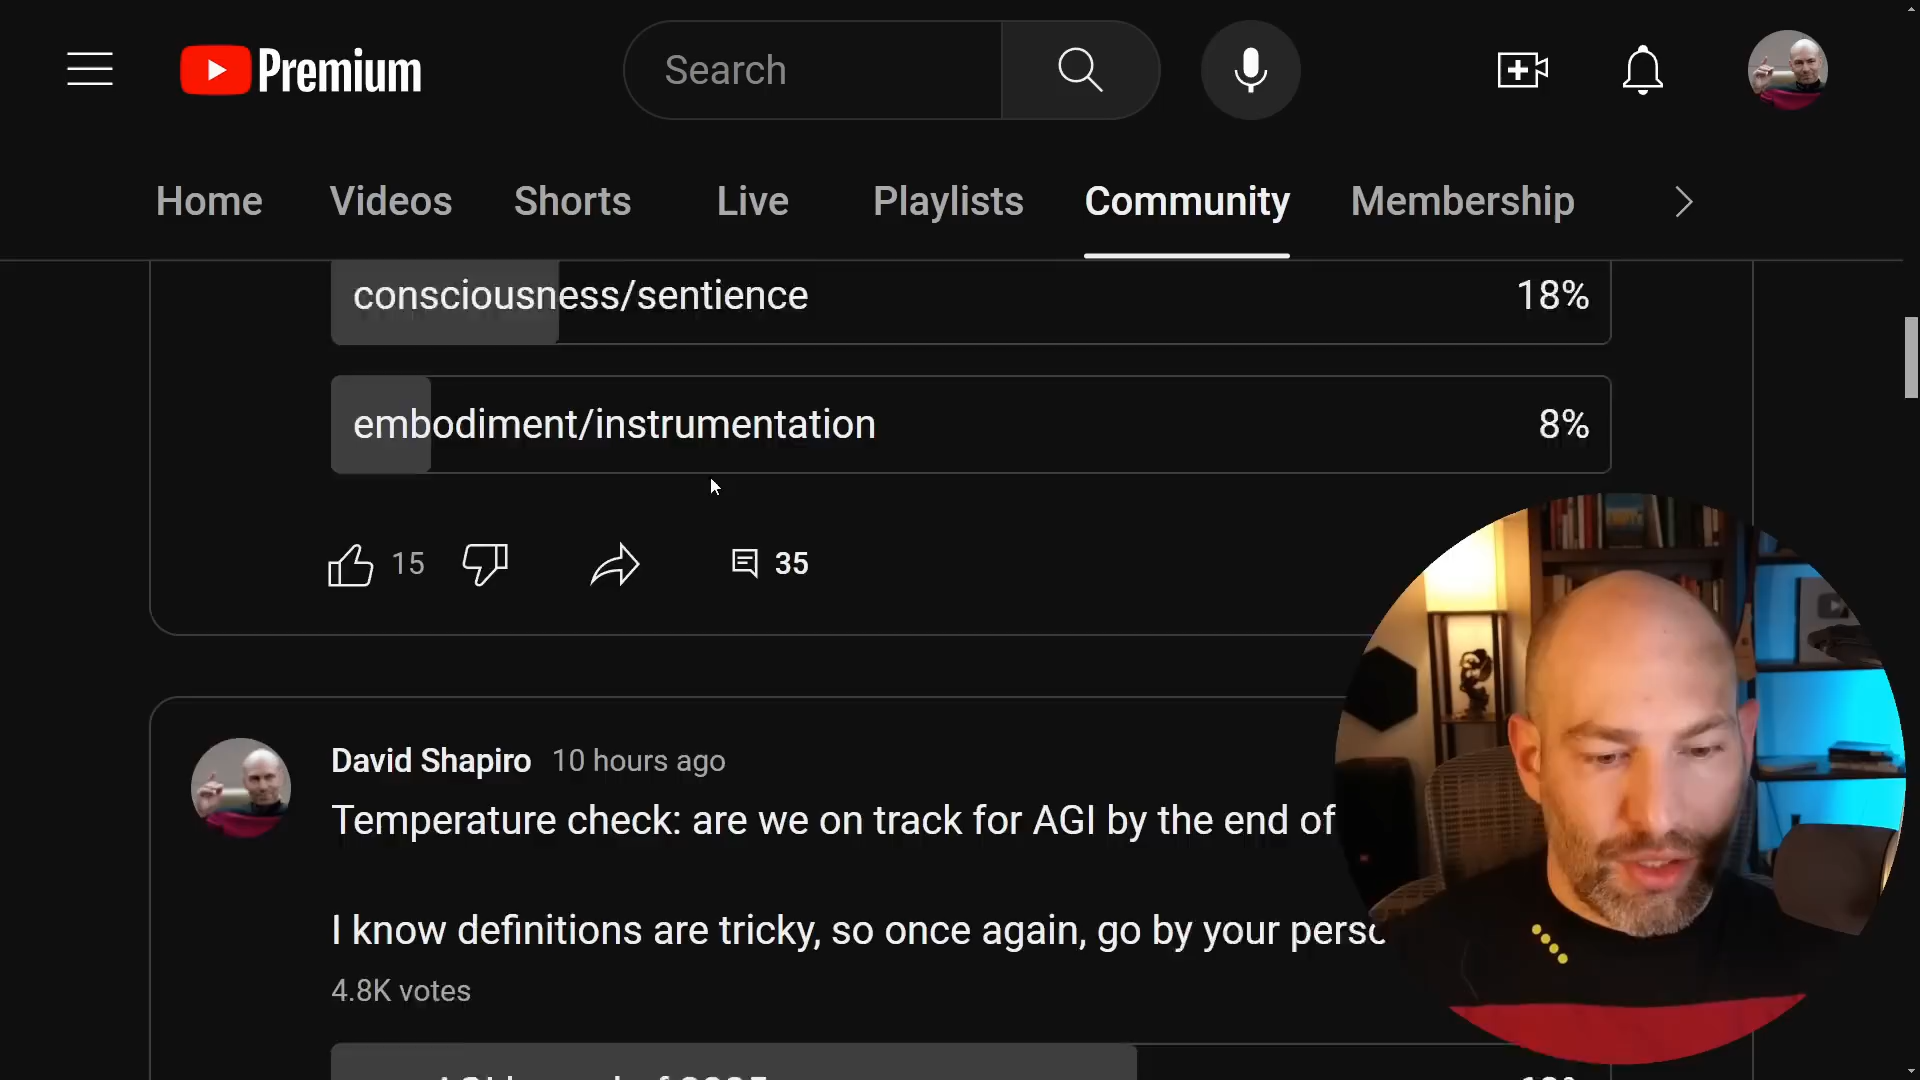 Premium
Search
Home Videos Shorts Live Playlists Community Membership
consciousness/sentience 18%
embodiment/instrumentation 8%
15 35
David Shapiro 10 hours ago
Temperature check: are we on track for AGI by the end of
I know definitions are tricky, so once again, go by your
4.8K votes